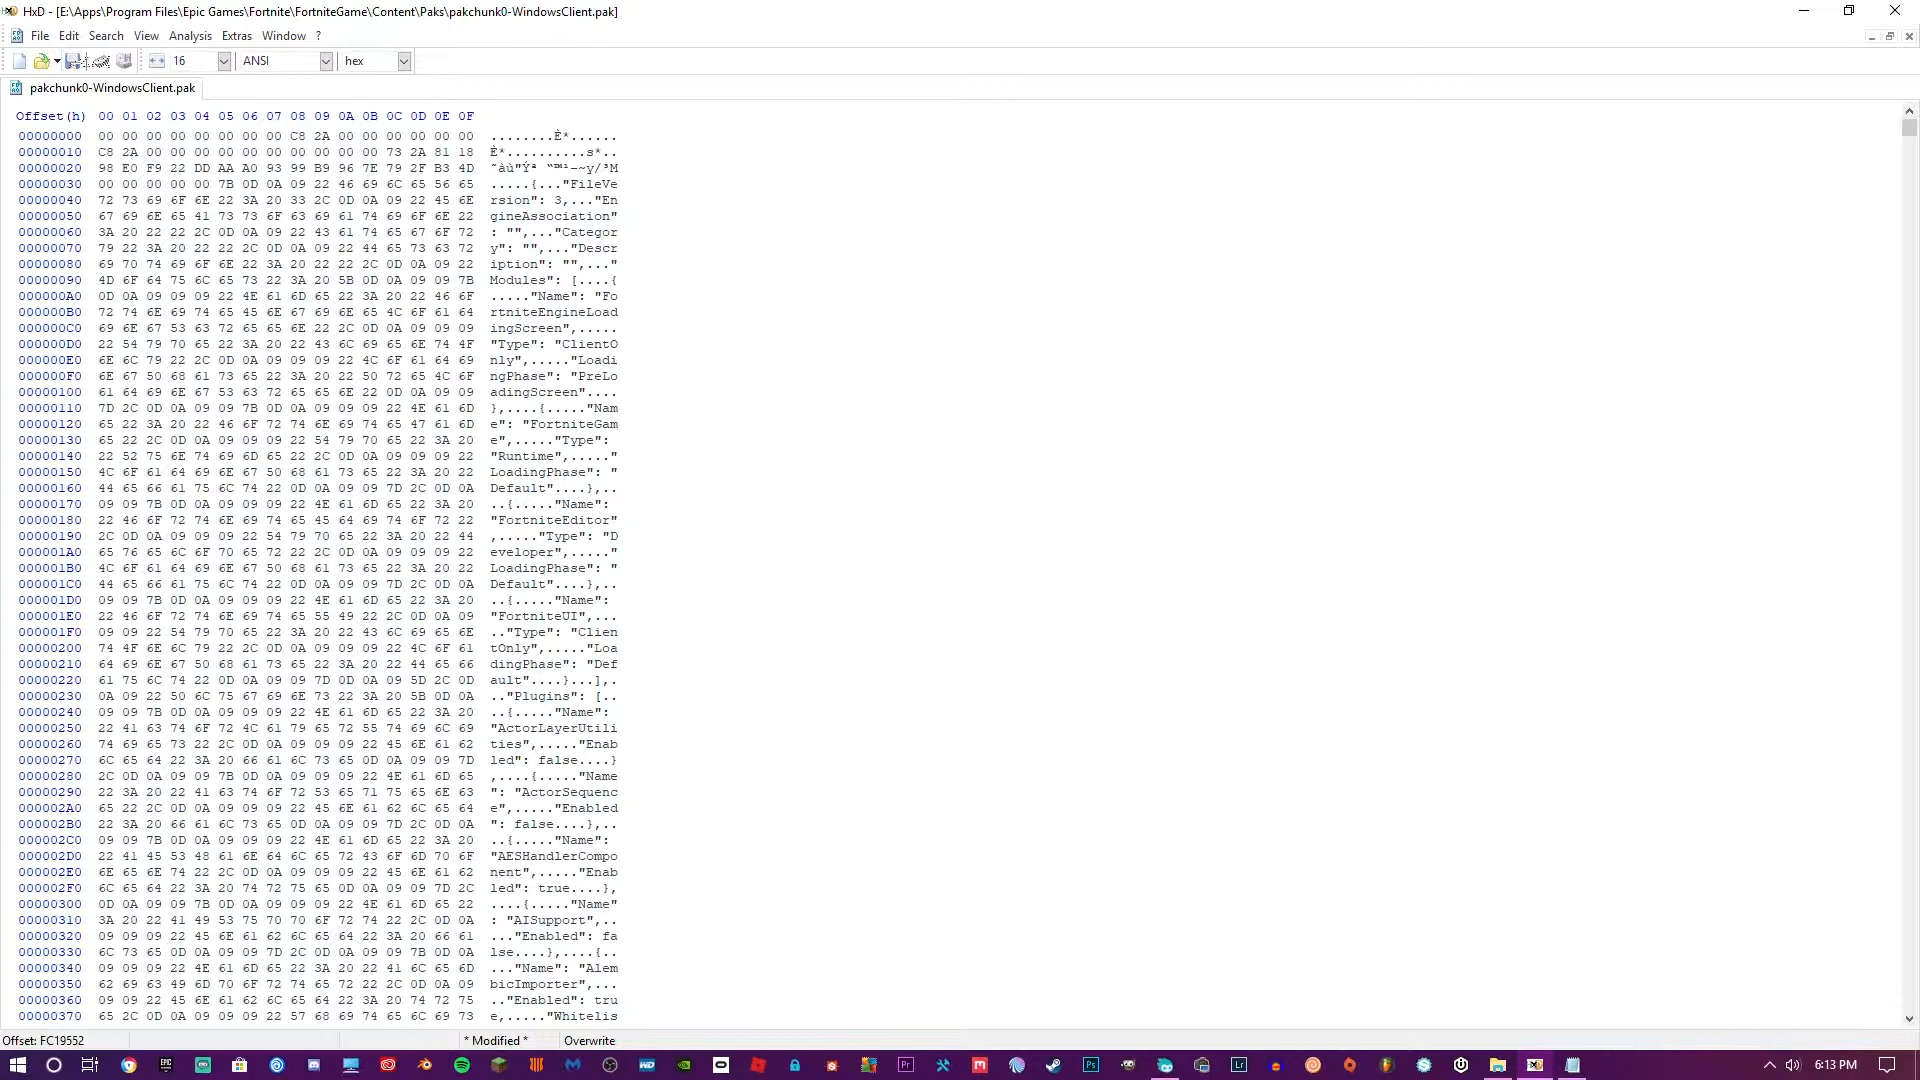 HxD - [E:\Apps\Program Files\Epic Games\Fortnite\FortniteGame\Content\Paks\pakchunk0-WindowsClient.pak]
File Edit Search View Analysis Extras Window ?
16 ANSI hex
pakchunk0-WindowsClient.pak
Offset(h) 00 01 02 03 04 05 06 07 08 09 0A 0B 0C 0D 0E 0F
00000000 00 00 00 00 00 00 00 00 C8 2A 00 00 00 00 00 00 ........È*......
00000010 C8 2A 00 00 00 00 00 00 00 00 00 00 73 2A 81 18 È*..........s*..
00000020 98 E0 F9 22 DD AA A0 93 99 B9 96 7E 79 2F B3 4D ˜àù"Ýª “™¹–~y/³M
00000030 00 00 00 00 00 7B 0D 0A 09 22 46 69 6C 65 56 65 .....{..."FileVe
00000040 72 73 69 6F 6E 22 3A 20 33 2C 0D 0A 09 22 45 6E rsion": 3,..."En
00000050 67 69 6E 65 41 73 73 6F 63 69 61 74 69 6F 6E 22 gineAssociation"
00000060 3A 20 22 22 2C 0D 0A 09 22 43 61 74 65 67 6F 72 : "",..."Categor
00000070 79 22 3A 20 22 22 2C 0D 0A 09 22 44 65 73 63 72 y": "",..."Descr
00000080 69 70 74 69 6F 6E 22 3A 20 22 22 2C 0D 0A 09 22 iption": "",..."
00000090 4D 6F 64 75 6C 65 73 22 3A 20 5B 0D 0A 09 09 7B Modules": [....{
000000A0 0D 0A 09 09 09 22 4E 61 6D 65 22 3A 20 22 46 6F ....."Name": "Fo
000000B0 72 74 6E 69 74 65 45 6E 67 69 6E 65 4C 6F 61 64 rtniteEngineLoad
000000C0 69 6E 67 53 63 72 65 65 6E 22 2C 0D 0A 09 09 09 ingScreen",.....
000000D0 22 54 79 70 65 22 3A 20 22 43 6C 69 65 6E 74 4F "Type": "ClientO
000000E0 6E 6C 79 22 2C 0D 0A 09 09 09 22 4C 6F 61 64 69 nly",....."Loadi
000000F0 6E 67 50 68 61 73 65 22 3A 20 22 50 72 65 4C 6F ngPhase": "PreLo
00000100 61 64 69 6E 67 53 63 72 65 65 6E 22 0D 0A 09 09 adingScreen"....
00000110 7D 2C 0D 0A 09 09 7B 0D 0A 09 09 09 22 4E 61 6D },....{....."Nam
00000120 65 22 3A 20 22 46 6F 72 74 6E 69 74 65 47 61 6D e": "FortniteGam
00000130 65 22 2C 0D 0A 09 09 09 22 54 79 70 65 22 3A 20 e",....."Type": 
00000140 22 52 75 6E 74 69 6D 65 22 2C 0D 0A 09 09 09 22 "Runtime",....."
00000150 4C 6F 61 64 69 6E 67 50 68 61 73 65 22 3A 20 22 LoadingPhase": "
00000160 44 65 66 61 75 6C 74 22 0D 0A 09 09 7D 2C 0D 0A Default"....},..
00000170 09 09 7B 0D 0A 09 09 09 22 4E 61 6D 65 22 3A 20 ..{....."Name": 
00000180 22 46 6F 72 74 6E 69 74 65 45 64 69 74 6F 72 22 "FortniteEditor"
00000190 2C 0D 0A 09 09 09 22 54 79 70 65 22 3A 20 22 44 ,....."Type": "D
000001A0 65 76 65 6C 6F 70 65 72 22 2C 0D 0A 09 09 09 22 eveloper",....."
000001B0 4C 6F 61 64 69 6E 67 50 68 61 73 65 22 3A 20 22 LoadingPhase": "
000001C0 44 65 66 61 75 6C 74 22 0D 0A 09 09 7D 2C 0D 0A Default"....},..
000001D0 09 09 7B 0D 0A 09 09 09 22 4E 61 6D 65 22 3A 20 ..{....."Name": 
000001E0 22 46 6F 72 74 6E 69 74 65 55 49 22 2C 0D 0A 09 "FortniteUI",...
000001F0 09 09 22 54 79 70 65 22 3A 20 22 43 6C 69 65 6E .."Type": "Clien
00000200 74 4F 6E 6C 79 22 2C 0D 0A 09 09 09 22 4C 6F 61 tOnly",....."Loa
00000210 64 69 6E 67 50 68 61 73 65 22 3A 20 22 44 65 66 dingPhase": "Def
00000220 61 75 6C 74 22 0D 0A 09 09 7D 0D 0A 09 5D 2C 0D ault"....}...],.
00000230 0A 09 22 50 6C 75 67 69 6E 73 22 3A 20 5B 0D 0A .."Plugins": [..
00000240 09 09 7B 0D 0A 09 09 09 22 4E 61 6D 65 22 3A 20 ..{....."Name": 
00000250 22 41 63 74 6F 72 4C 61 79 65 72 55 74 69 6C 69 "ActorLayerUtili
00000260 74 69 65 73 22 2C 0D 0A 09 09 09 22 45 6E 61 62 ties",....."Enab
00000270 6C 65 64 22 3A 20 66 61 6C 73 65 0D 0A 09 09 7D led": false....}
00000280 2C 0D 0A 09 09 7B 0D 0A 09 09 09 22 4E 61 6D 65 ,....{....."Name
00000290 22 3A 20 22 41 63 74 6F 72 53 65 71 75 65 6E 63 ": "ActorSequenc
000002A0 65 22 2C 0D 0A 09 09 09 22 45 6E 61 62 6C 65 64 e",....."Enabled
000002B0 22 3A 20 66 61 6C 73 65 0D 0A 09 09 7D 2C 0D 0A ": false....},..
000002C0 09 09 7B 0D 0A 09 09 09 22 4E 61 6D 65 22 3A 20 ..{....."Name": 
000002D0 22 41 45 53 48 61 6E 64 6C 65 72 43 6F 6D 70 6F "AESHandlerCompo
000002E0 6E 65 6E 74 22 2C 0D 0A 09 09 09 22 45 6E 61 62 nent",....."Enab
000002F0 6C 65 64 22 3A 20 74 72 75 65 0D 0A 09 09 7D 2C led": true....},
00000300 0D 0A 09 09 7B 0D 0A 09 09 09 22 4E 61 6D 65 22 ....{....."Name"
00000310 3A 20 22 41 49 53 75 70 70 6F 72 74 22 2C 0D 0A : "AISupport",..
00000320 09 09 09 22 45 6E 61 62 6C 65 64 22 3A 20 66 61 ..."Enabled": fa
00000330 6C 73 65 0D 0A 09 09 7D 2C 0D 0A 09 09 7B 0D 0A lse....},....{..
00000340 09 09 09 22 4E 61 6D 65 22 3A 20 22 41 6C 65 6D ..."Name": "Alem
00000350 62 69 63 49 6D 70 6F 72 74 65 72 22 2C 0D 0A 09 bicImporter",...
00000360 09 09 22 45 6E 61 62 6C 65 64 22 3A 20 74 72 75 .."Enabled": tru
00000370 65 2C 0D 0A 09 09 09 22 57 68 69 74 65 6C 69 73 e,....."Whitelis
Offset: FC19552 * Modified * Overwrite
6:13 PM